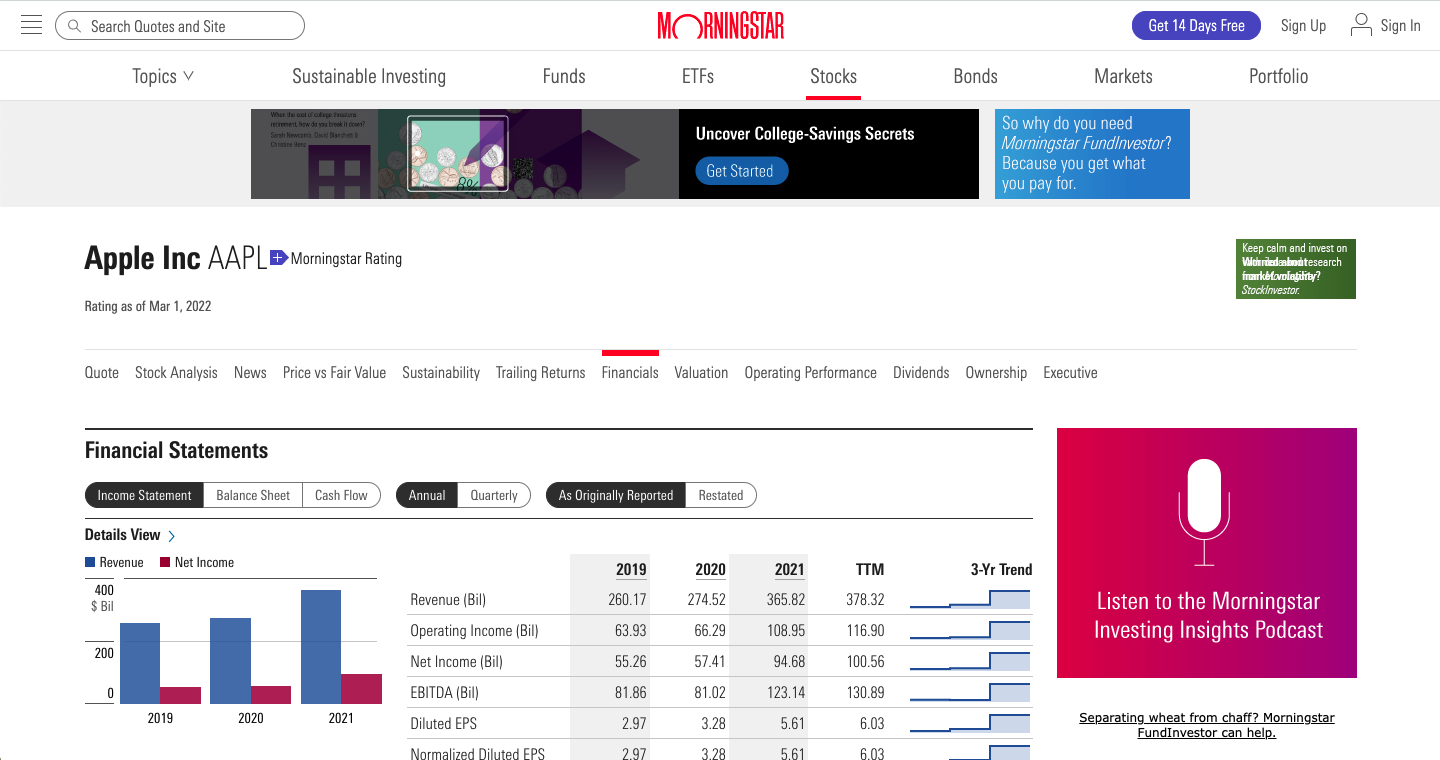 Search Quotes and Site
MORNINGSTAR
Get 14 Days Free
Sign Up
Sign In
Topics
Sustainable Investing
Funds
ETFs
Stocks
Bonds
Markets
Portfolio
When the cost of college threatens
retirement, how do you break it down?
Sarah Newcomb, David Blanchett &
Christine Benz
8%
Uncover College-Savings Secrets
Get Started
So why do you need
Morningstar FundInvestor?
Because you get what
you pay for.
Apple Inc AAPL
Morningstar Rating
Rating as of Mar 1, 2022
Keep calm and invest on
Worried about research
market volatility?
StockInvestor.
Quote Stock Analysis News Price vs Fair Value Sustainability Trailing Returns Financials Valuation Operating Performance Dividends Ownership Executive
Financial Statements
Income Statement Balance Sheet Cash Flow Annual Quarterly As Originally Reported Restated
Details View
Revenue Net Income
400
$ Bil
200
0
2019 2020 2021
2019 2020 2021 TTM 3-Yr Trend
Revenue (Bil) 260.17 274.52 365.82 378.32
Operating Income (Bil) 63.93 66.29 108.95 116.90
Net Income (Bil) 55.26 57.41 94.68 100.56
EBITDA (Bil) 81.86 81.02 123.14 130.89
Diluted EPS 2.97 3.28 5.61 6.03
Normalized Diluted EPS 2.97 3.28 5.61 6.03
Listen to the Morningstar
Investing Insights Podcast
Separating wheat from chaff? Morningstar
FundInvestor can help.